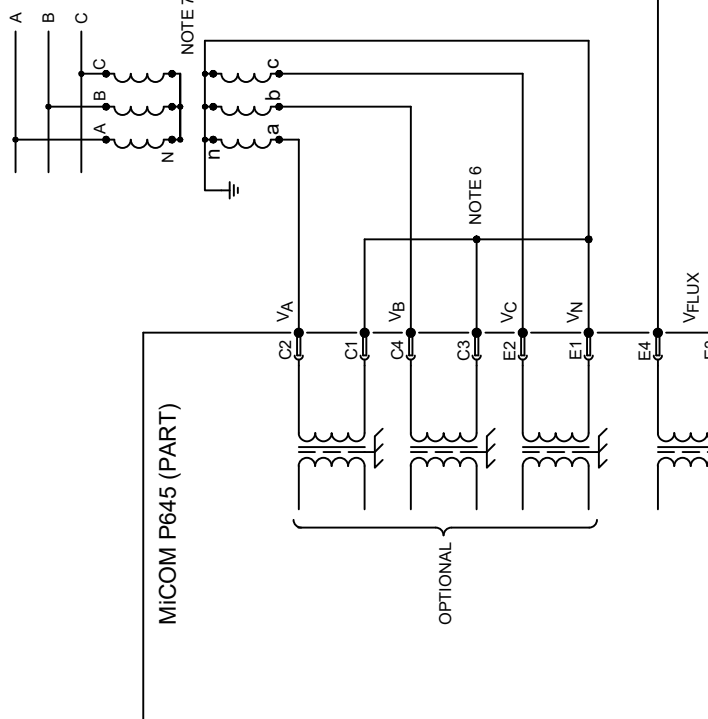 A
B
C
NOTE 7
C
B
A
N
c
b
a
n
NOTE 6
MiCOM P645 (PART)
VA
C2
C1
VB
C4
C3
VC
E2
VN
E1
E4
VFLUX
OPTIONAL